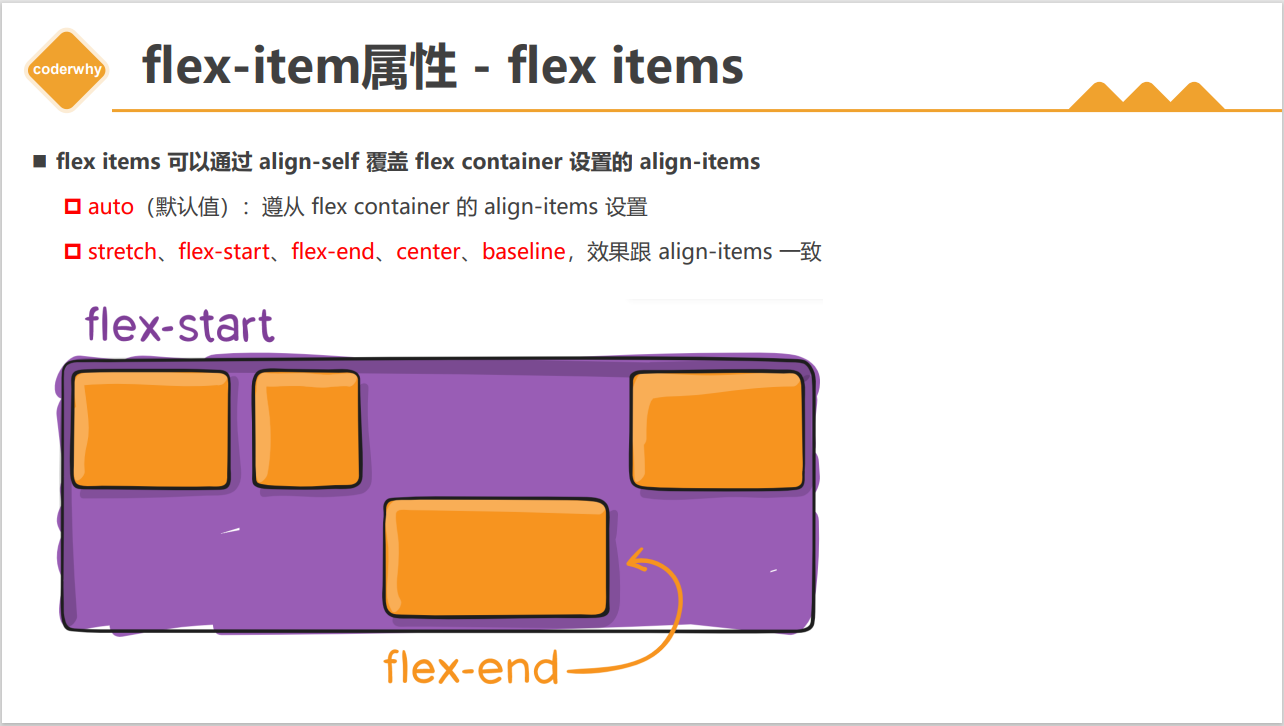 coderwhy
flex-item属性 - flex items
flex items 可以通过 align-self 覆盖 flex container 设置的 align-items
auto（默认值）：遵从 flex container 的 align-items 设置
stretch、flex-start、flex-end、center、baseline，效果跟 align-items 一致
flex-start
flex-end